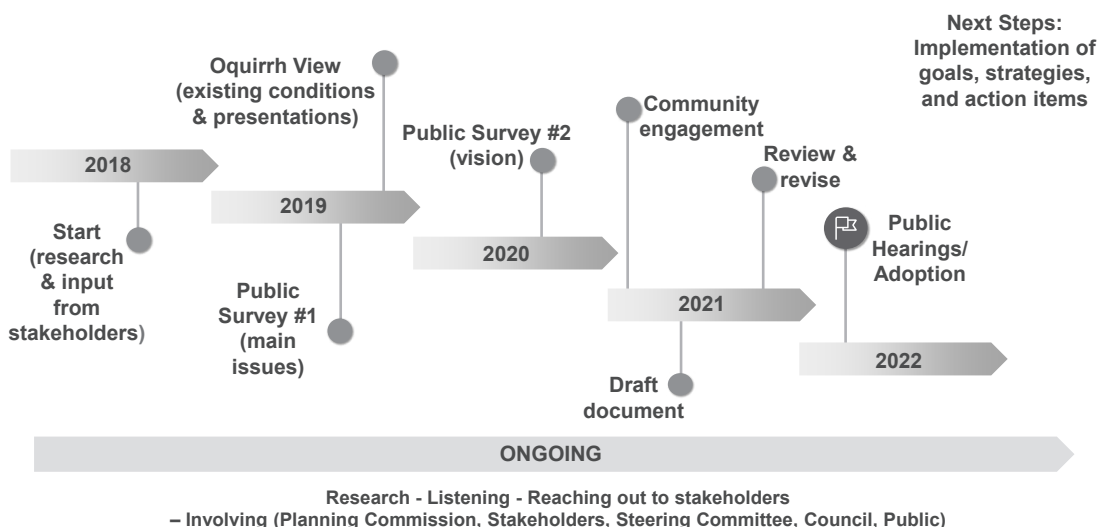 2018
Start
(research
& input
from
stakeholders)
Oquirrh View
(existing conditions
& presentations)
2019
Public
Survey #1
(main
issues)
Public Survey #2
(vision)
2020
Community
engagement
Review &
revise
2021
Draft
document
Public
Hearings/
Adoption
2022
Next Steps:
Implementation of
goals, strategies,
and action items
ONGOING
Research - Listening - Reaching out to stakeholders
– Involving (Planning Commission, Stakeholders, Steering Committee, Council, Public)